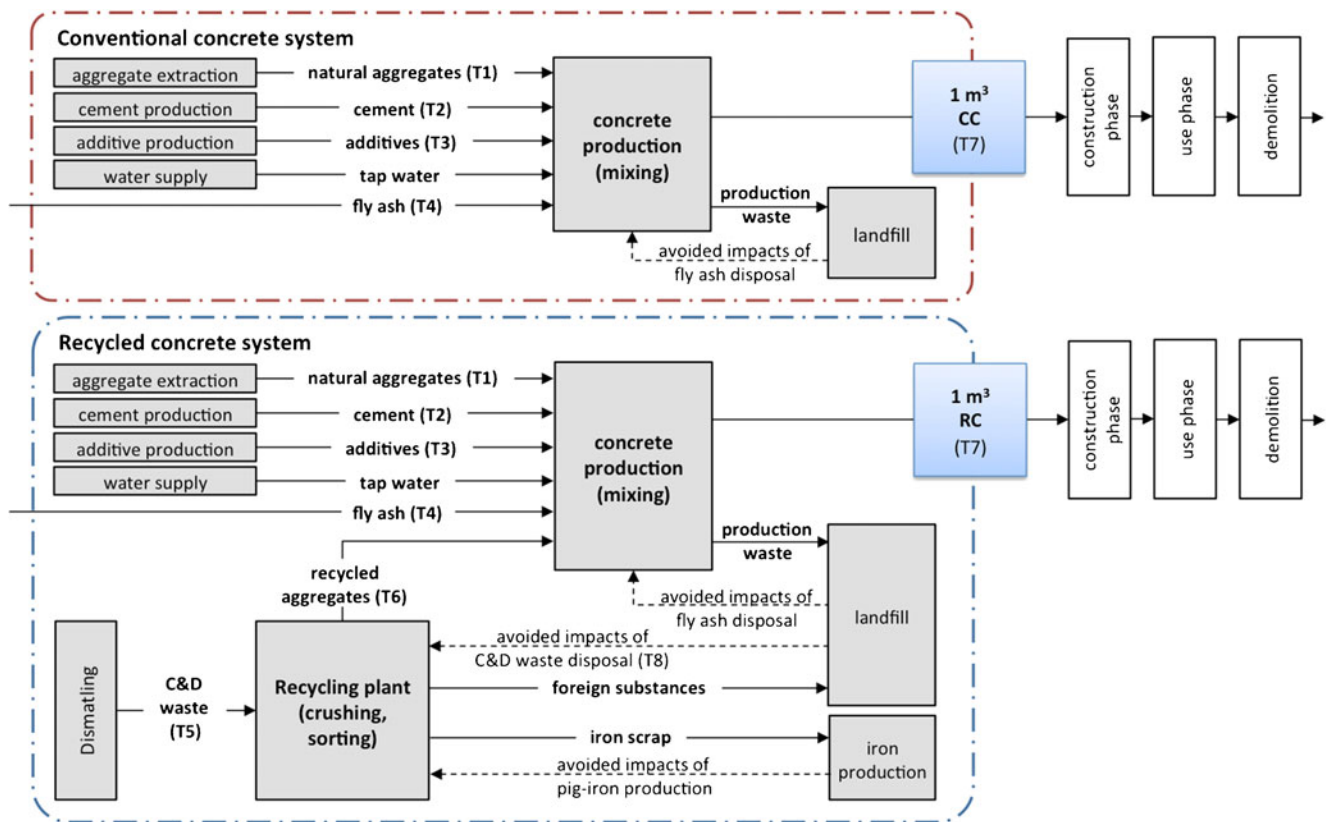 Conventional concrete system
aggregate extraction
natural aggregates (T1)
cement production
cement (T2)
additive production
additives (T3)
water supply
tap water
fly ash (T4)
concrete
production
(mixing)
production
waste
landfill
avoided impacts of
fly ash disposal
1 m³
CC
(T7)
construction
phase
use phase
demolition
Recycled concrete system
aggregate extraction
natural aggregates (T1)
cement production
cement (T2)
additive production
additives (T3)
water supply
tap water
fly ash (T4)
concrete
production
(mixing)
recycled
aggregates (T6)
production
waste
avoided impacts of
fly ash disposal
landfill
avoided impacts of
C&D waste disposal (T8)
foreign substances
Dismatling
C&D
waste
(T5)
Recycling plant
(crushing,
sorting)
iron scrap
avoided impacts of
pig-iron production
iron
production
1 m³
RC
(T7)
construction
phase
use phase
demolition